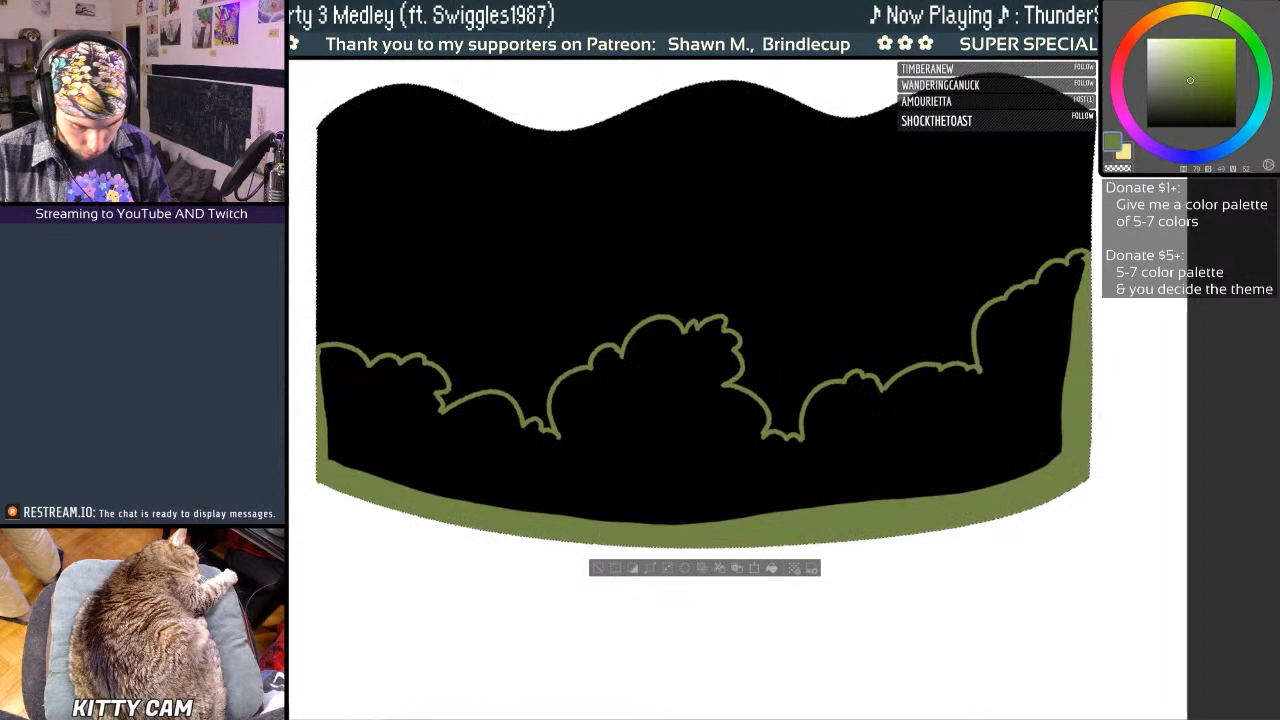 rty 3 Medley (ft. Swiggles1987)
♪ Now Playing ♪ : Thunder
Thank you to my supporters on Patreon: Shawn M., Brindlecup
SUPER SPECIAL
TIMBERANEW FOLLOW
WANDERINGCANUCK FOLLOW
AMOURIETTA HOST(1)
SHOCKTHETOAST FOLLOW
Donate $1+:
Give me a color palette
of 5-7 colors
Donate $5+:
5-7 color palette
& you decide the theme
Streaming to YouTube AND Twitch
RESTREAM.IO: The chat is ready to display messages.
KITTY CAM